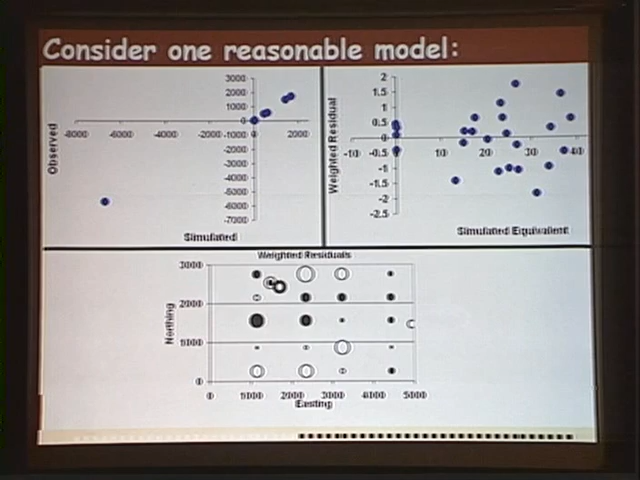 Consider one reasonable model:
3000
2000
1000
0
-1000
-2000
-3000
-4000
-5000
-6000
-7000
-8000 -6000 -4000 -2000 0 2000
Observed
Simulated
2
1.5
1
0.5
0
-0.5
-1
-1.5
-2
-2.5
-10 10 20 30 40
Weighted Residual
Simulated Equivalent
Weighted Residuals
3000
2000
1000
0
0 1000 2000 3000 4000 5000
Northing
Easting